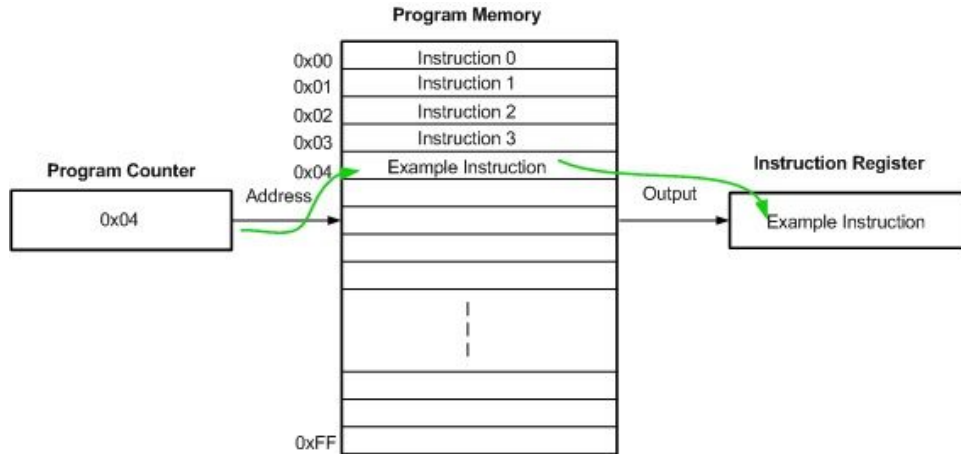 Program Memory
0x00
Instruction 0
0x01
Instruction 1
0x02
Instruction 2
0x03
Instruction 3
0x04
Example Instruction
Program Counter
0x04
Address
Output
Instruction Register
Example Instruction
0xFF